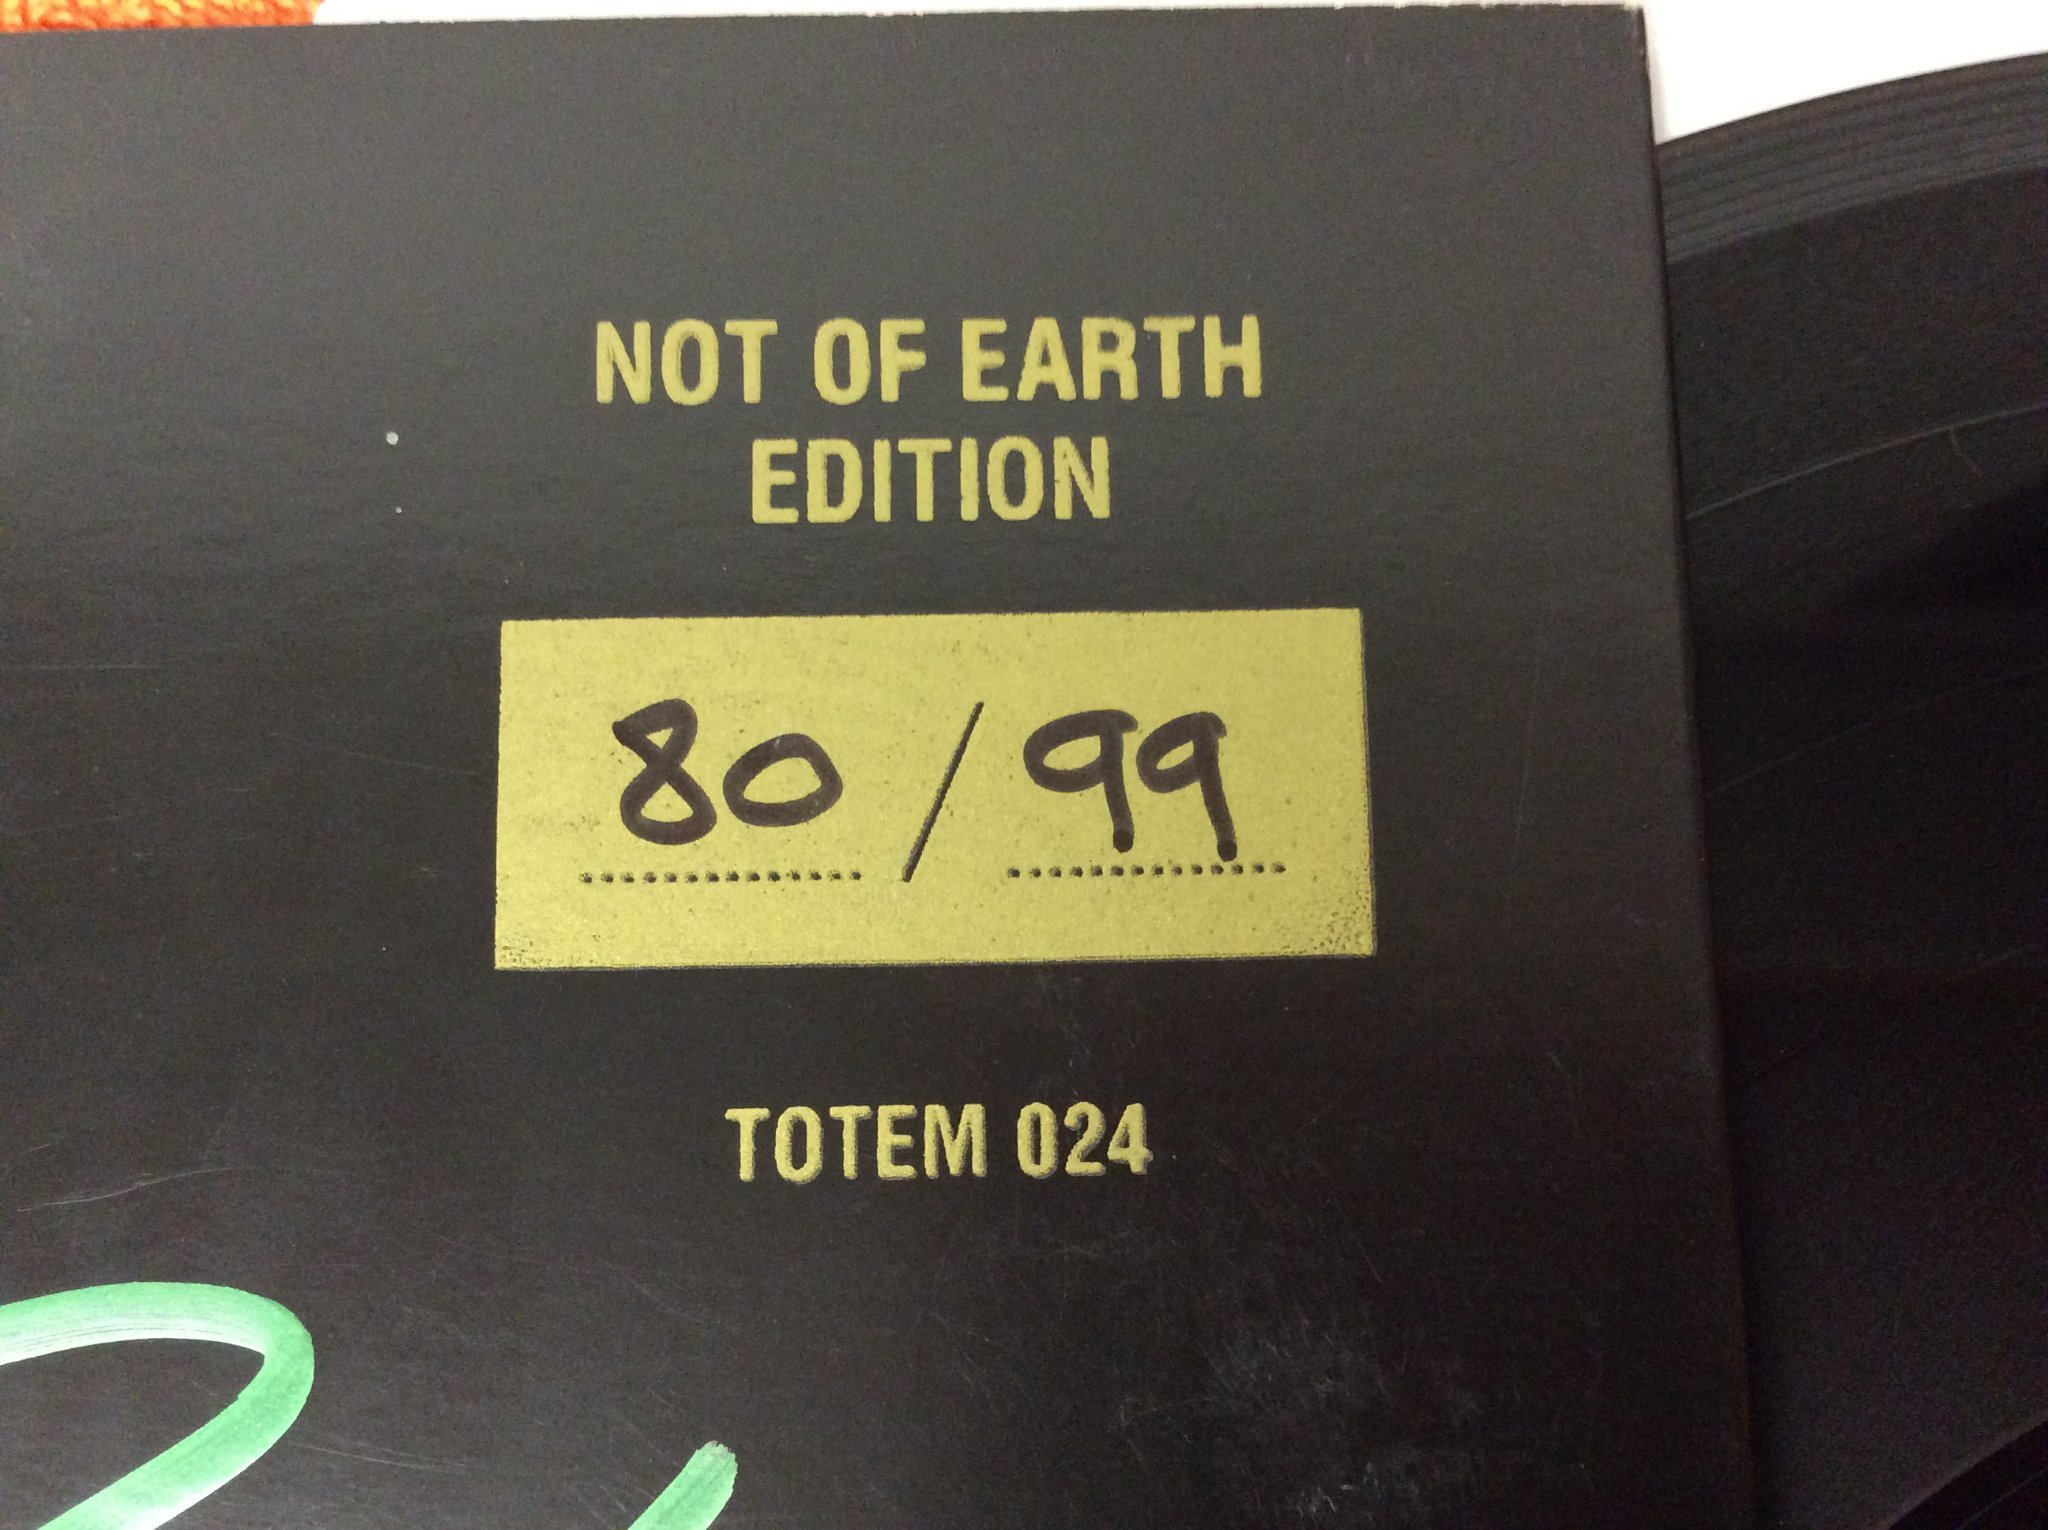 NOT OF EARTH
EDITION
80 / 99
TOTEM 024